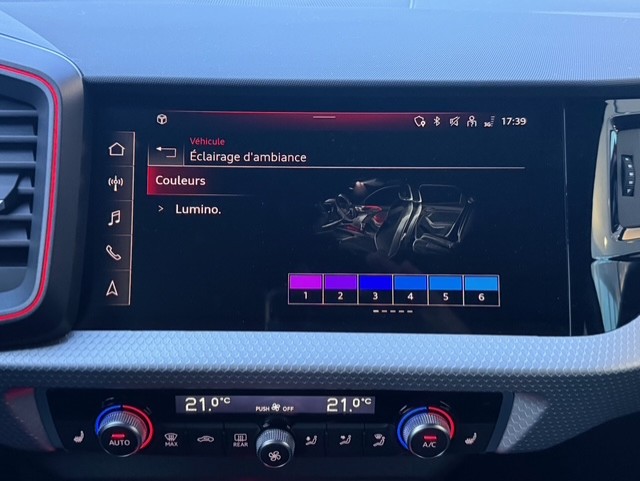 3G 17:39
Véhicule
Éclairage d'ambiance
Couleurs
> Lumino.
1 2 3 4 5 6
21.0°C PUSH OFF 21.0°C
AUTO MAX REAR A/C